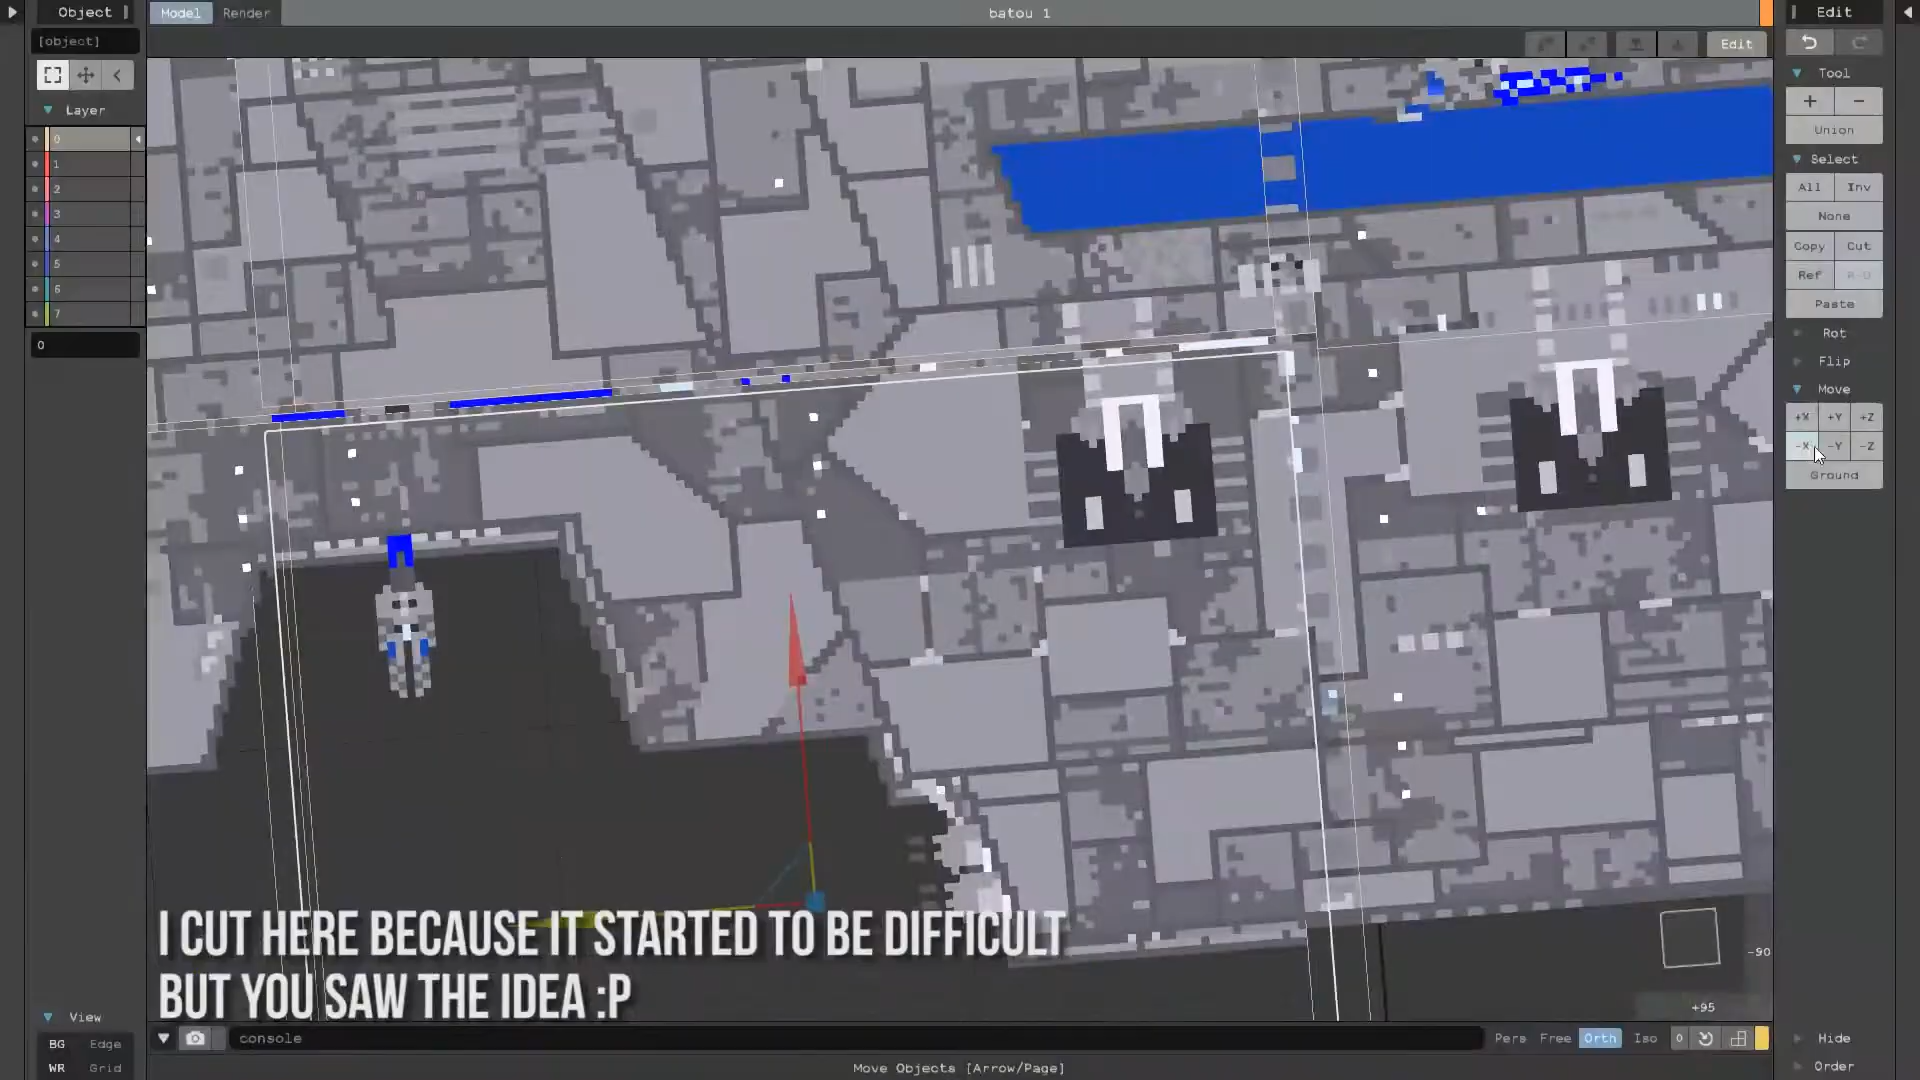 Object
Model Render
batou 1
Edit
[object]
Edit
Layer
Tool
0
+ -
1
Union
2
Select
3
All Inv
4
None
5
Copy Cut
6
Ref
7
Paste
0
Rot
Flip
Move
+X +Y +Z
-X -Y -Z
Ground
I CUT HERE BECAUSE IT STARTED TO BE DIFFICULT
BUT YOU SAW THE IDEA :P
-90
+95
View
BG Edge
WR Grid
console
Pers Free Orth Iso 0
Hide
Order
Move Objects [Arrow/Page]